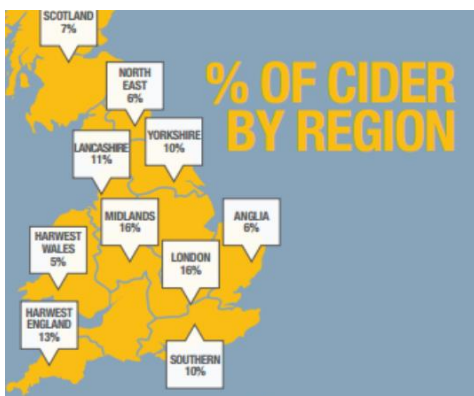 SCOTLAND
7%
% OF CIDER
BY REGION
NORTH
EAST
6%
YORKSHIRE
10%
LANCASHIRE
11%
MIDLANDS
16%
ANGLIA
6%
HARWEST
WALES
5%
LONDON
16%
HARWEST
ENGLAND
13%
SOUTHERN
10%